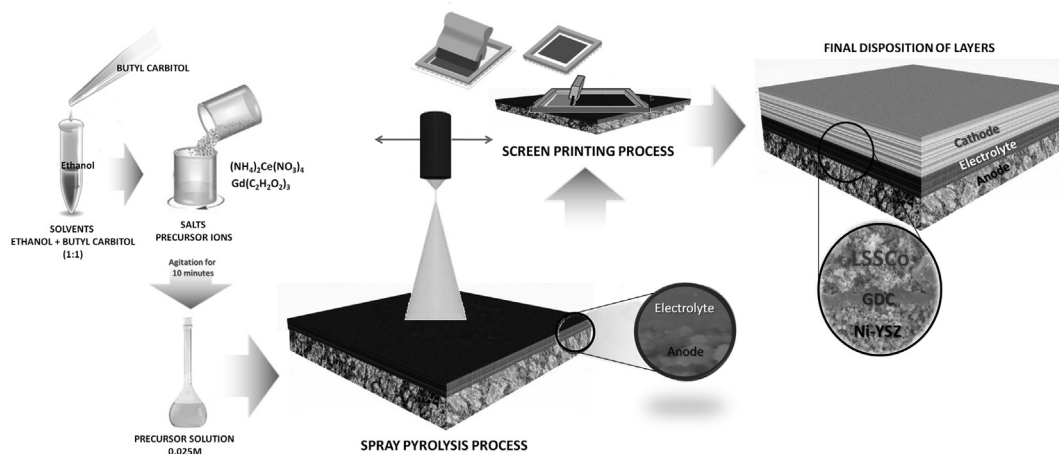 BUTYL CARBITOL
Ethanol
SOLVENTS
ETHANOL + BUTYL CARBITOL
(1:1)
(NH₄)₂Ce(NO₃)₄
Gd(C₂H₂O₂)₃
SALTS
PRECURSOR IONS
Agitation for
10 minutes
PRECURSOR SOLUTION
0.025M
SPRAY PYROLYSIS PROCESS
Electrolyte
Anode
SCREEN PRINTING PROCESS
FINAL DISPOSITION OF LAYERS
Cathode
Electrolyte
Anode
LSSCo
GDC
Ni-YSZ